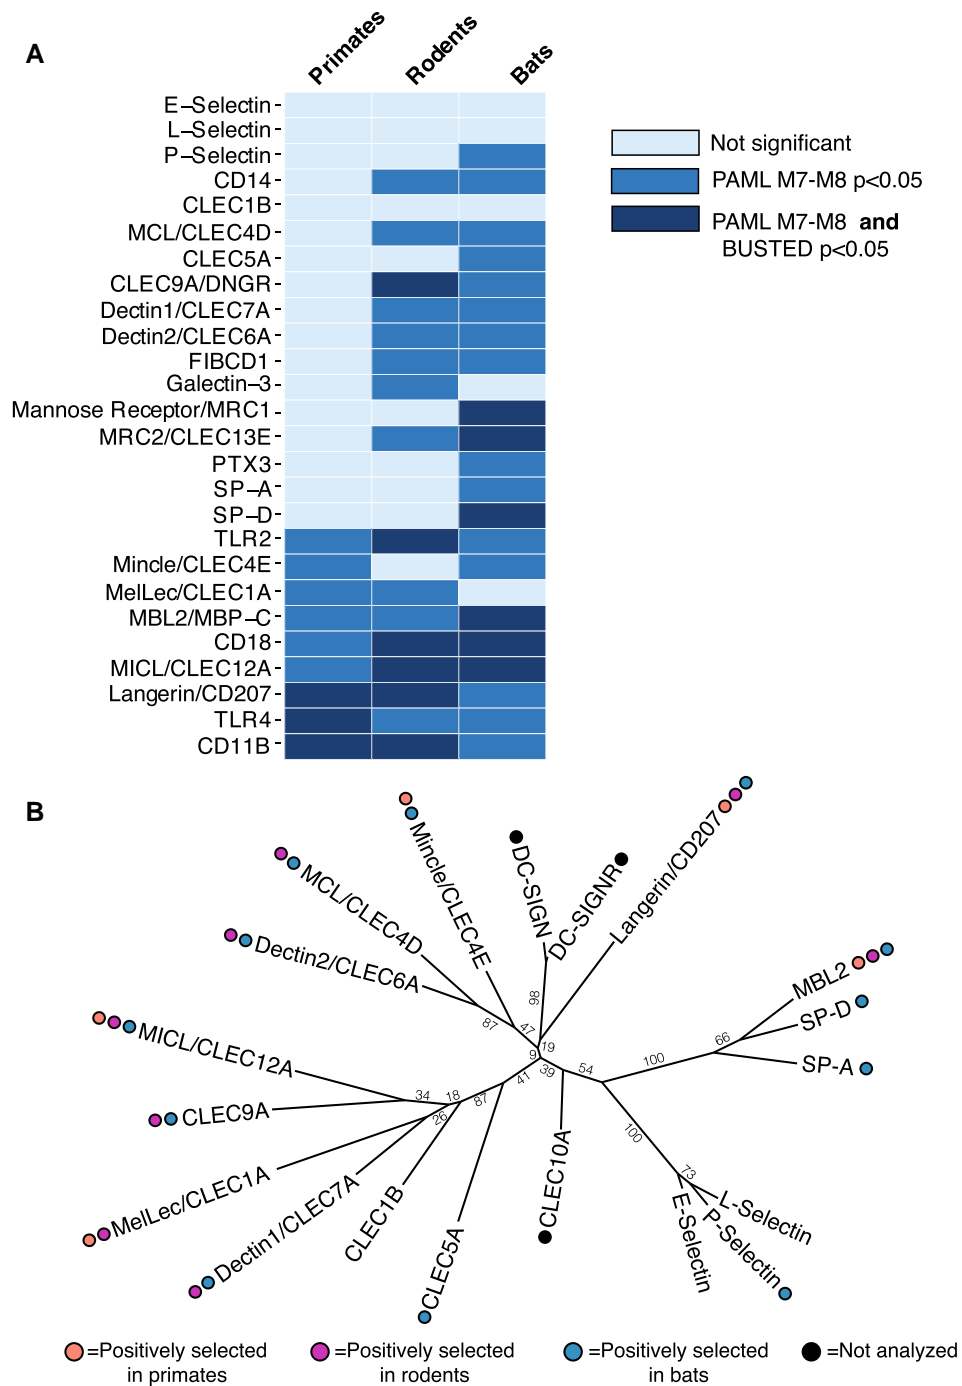 A
Primates
Rodents
Bats
E–Selectin
L–Selectin
P–Selectin
CD14
CLEC1B
MCL/CLEC4D
CLEC5A
CLEC9A/DNGR
Dectin1/CLEC7A
Dectin2/CLEC6A
FIBCD1
Galectin–3
Mannose Receptor/MRC1
MRC2/CLEC13E
PTX3
SP–A
SP–D
TLR2
Mincle/CLEC4E
MelLec/CLEC1A
MBL2/MBP–C
CD18
MICL/CLEC12A
Langerin/CD207
TLR4
CD11B
Not significant
PAML M7-M8 p<0.05
PAML M7-M8 and
BUSTED p<0.05
B
Mincle/CLEC4E
DC-SIGN
DC-SIGNR
Langerin/CD207
MCL/CLEC4D
Dectin2/CLEC6A
MICL/CLEC12A
CLEC9A
MelLec/CLEC1A
Dectin1/CLEC7A
CLEC1B
CLEC5A
CLEC10A
E-Selectin
P-Selectin
L-Selectin
SP-A
SP-D
MBL2
98
87
47
19
9
39
41
54
100
66
34
18
26
87
100
73
=Positively selected
in primates
=Positively selected
in rodents
=Positively selected
in bats
=Not analyzed